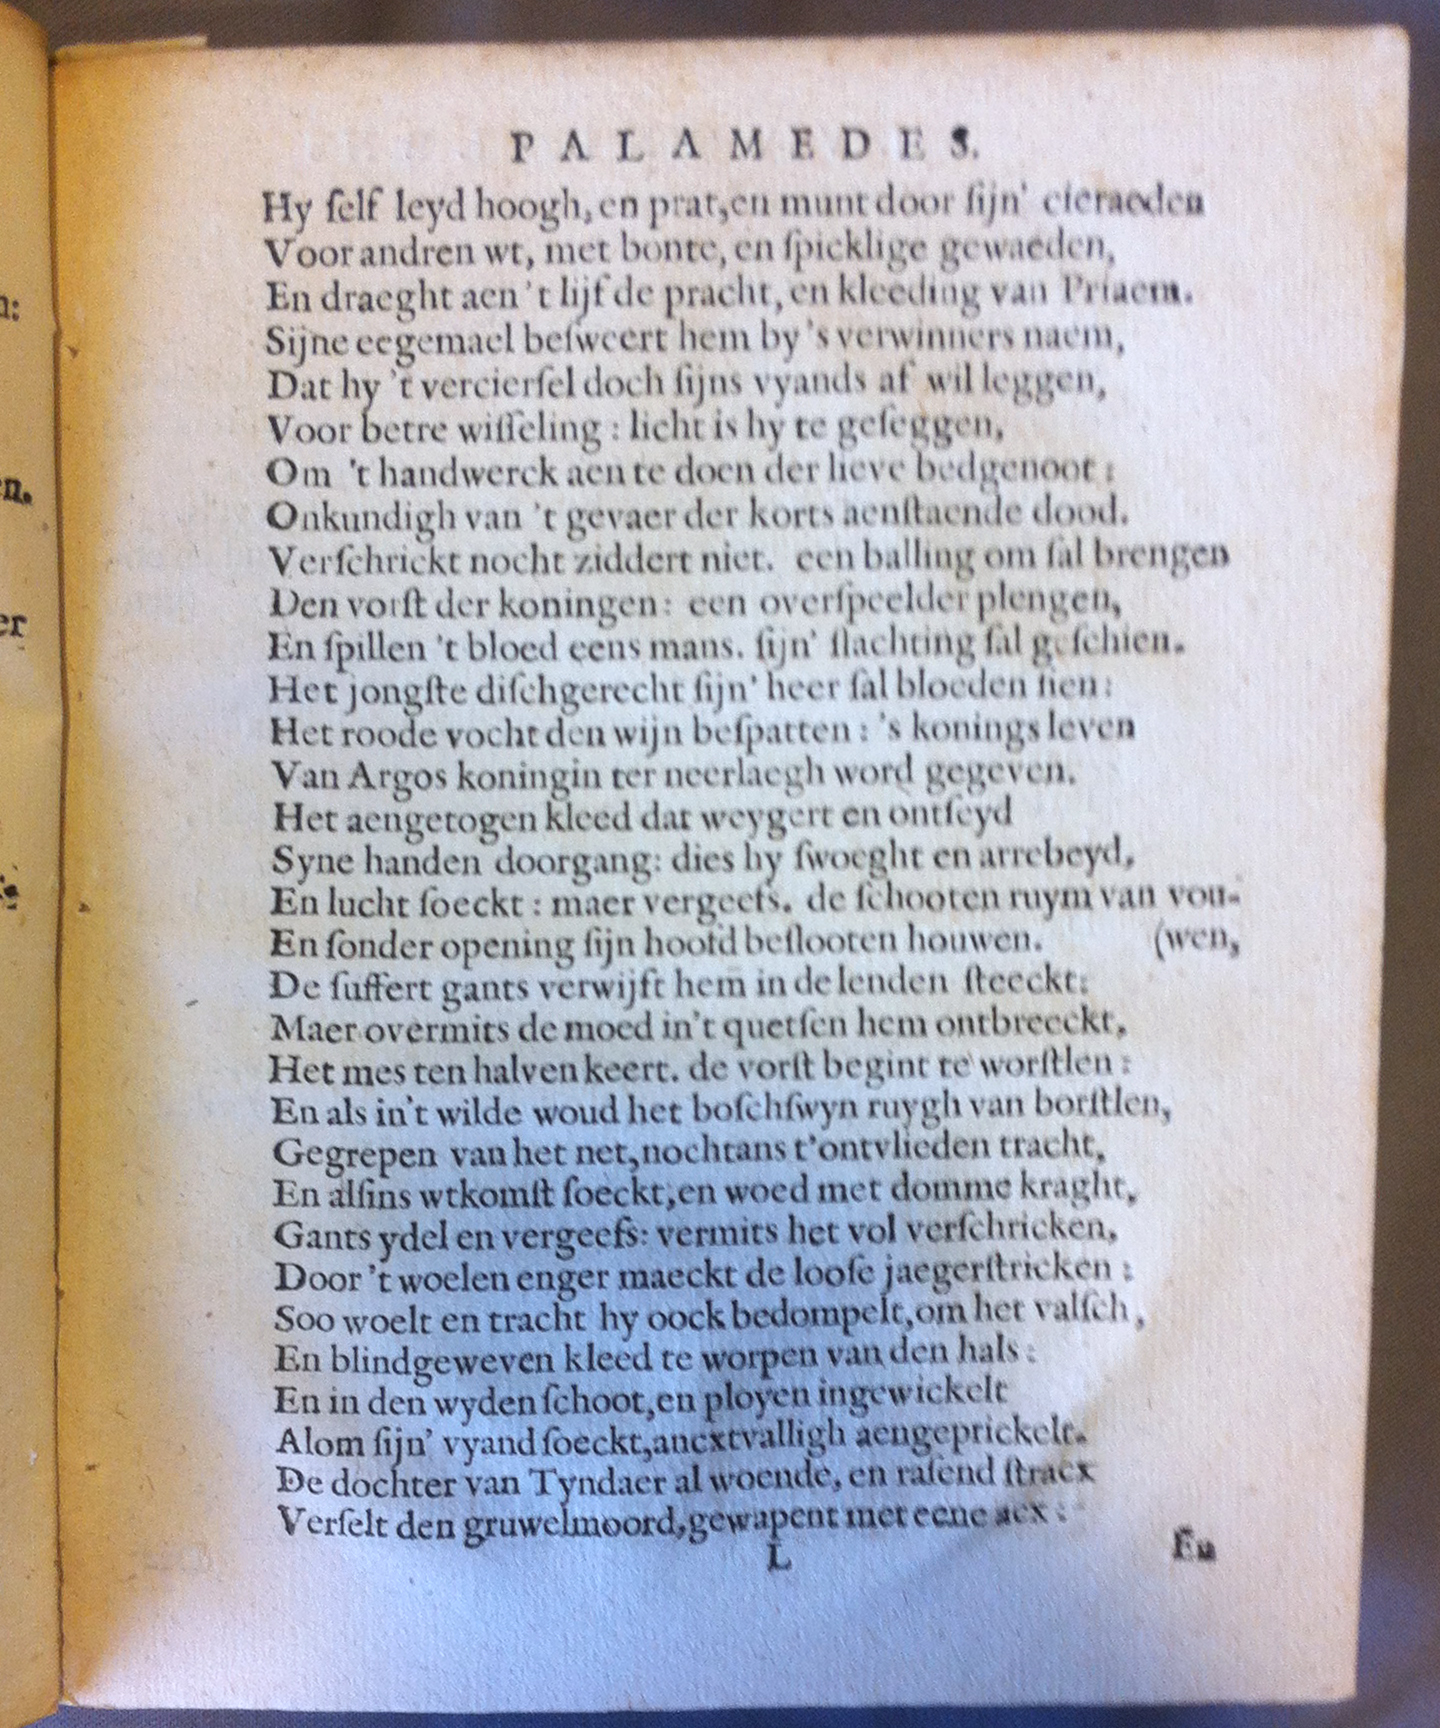 PALAMEDES.
Hy ſelf leyd hoogh, en prat, en munt door ſijn' cieraeden
Voor andren wt, met bonte, en ſpicklige gewaeden,
En draeght aen 't lijf de pracht, en kleeding van Priaem.
Sijne eegemael beſweert hem by 's verwinners naem,
Dat hy 't vercierſel doch ſijns vyands af wil leggen,
Voor betre wiſſeling : licht is hy te geſeggen,
Om 't handwerck aen te doen der lieve bedgenoot :
Onkundigh van 't gevaer der korts aenſtaende dood.
Verſchrickt nocht ziddert niet. een balling om ſal brengen
Den vorſt der koningen: een overſpeelder plengen,
En ſpillen 't bloed eens mans. ſijn' ſlachting ſal geſchien.
Het jongſte diſchgerecht ſijn' heer ſal bloeden ſien:
Het roode vocht den wijn beſpatten : 's konings leven
Van Argos koningin ter neerlaegh word gegeven.
Het aengetogen kleed dat weygert en ontſeyd
Syne handen doorgang: dies hy ſwoeght en arrebeyd,
En lucht ſoeckt : maer vergeefs. de ſchooten ruym van vou-
En ſonder opening ſijn hoofd beſlooten houwen. (wen,
De ſuffert gants verwijft hem in de lenden ſteeckt:
Maer overmits de moed in't quetſen hem ontbreeckt,
Het mes ten halven keert. de vorſt begint te worſtlen :
En als in't wilde woud het boſchſwyn ruygh van borſtlen,
Gegrepen van het net, nochtans t'ontvlieden tracht,
En alſins wtkomſt ſoeckt, en woed met domme kraght,
Gants ydel en vergeefs: vermits het vol verſchricken,
Door 't woelen enger maeckt de looſe jaegerſtricken :
Soo woelt en tracht hy oock bedompelt, om het valſch,
En blindgeweven kleed te worpen van den hals :
En in den wyden ſchoot, en ployen ingewickelt
Alom ſijn' vyand ſoeckt, anextvalligh aengeprickelt.
De dochter van Tyndaer al woende, en raſend ſtracx
Verſelt den gruwelmoord, gewapent met eene aex :
L En